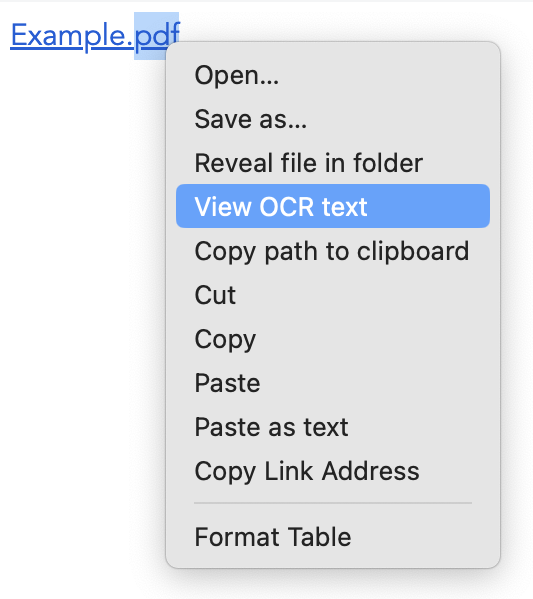 Example.pdf
Open...
Save as...
Reveal file in folder
View OCR text
Copy path to clipboard
Cut
Copy
Paste
Paste as text
Copy Link Address
Format Table